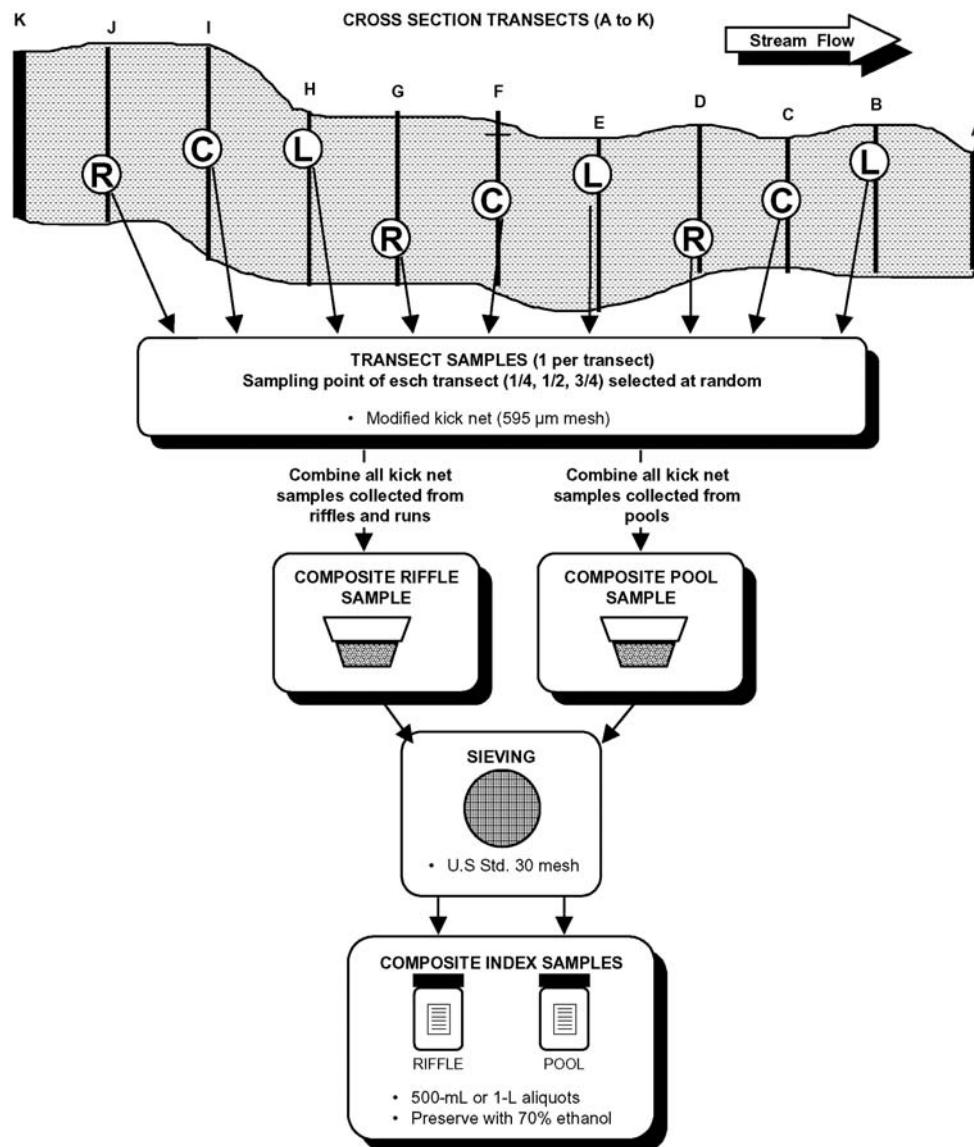 CROSS SECTION TRANSECTS (A to K)
Stream Flow
K
J
I
H
G
F
E
D
C
B
A
R
C
L
R
C
L
R
C
L
TRANSECT SAMPLES (1 per transect)
Sampling point of esch transect (1/4, 1/2, 3/4) selected at random
• Modified kick net (595 μm mesh)
Combine all kick net
samples collected from
riffles and runs
Combine all kick net
samples collected from
pools
COMPOSITE RIFFLE
SAMPLE
COMPOSITE POOL
SAMPLE
SIEVING
• U.S Std. 30 mesh
COMPOSITE INDEX SAMPLES
RIFFLE
POOL
• 500-mL or 1-L aliquots
• Preserve with 70% ethanol